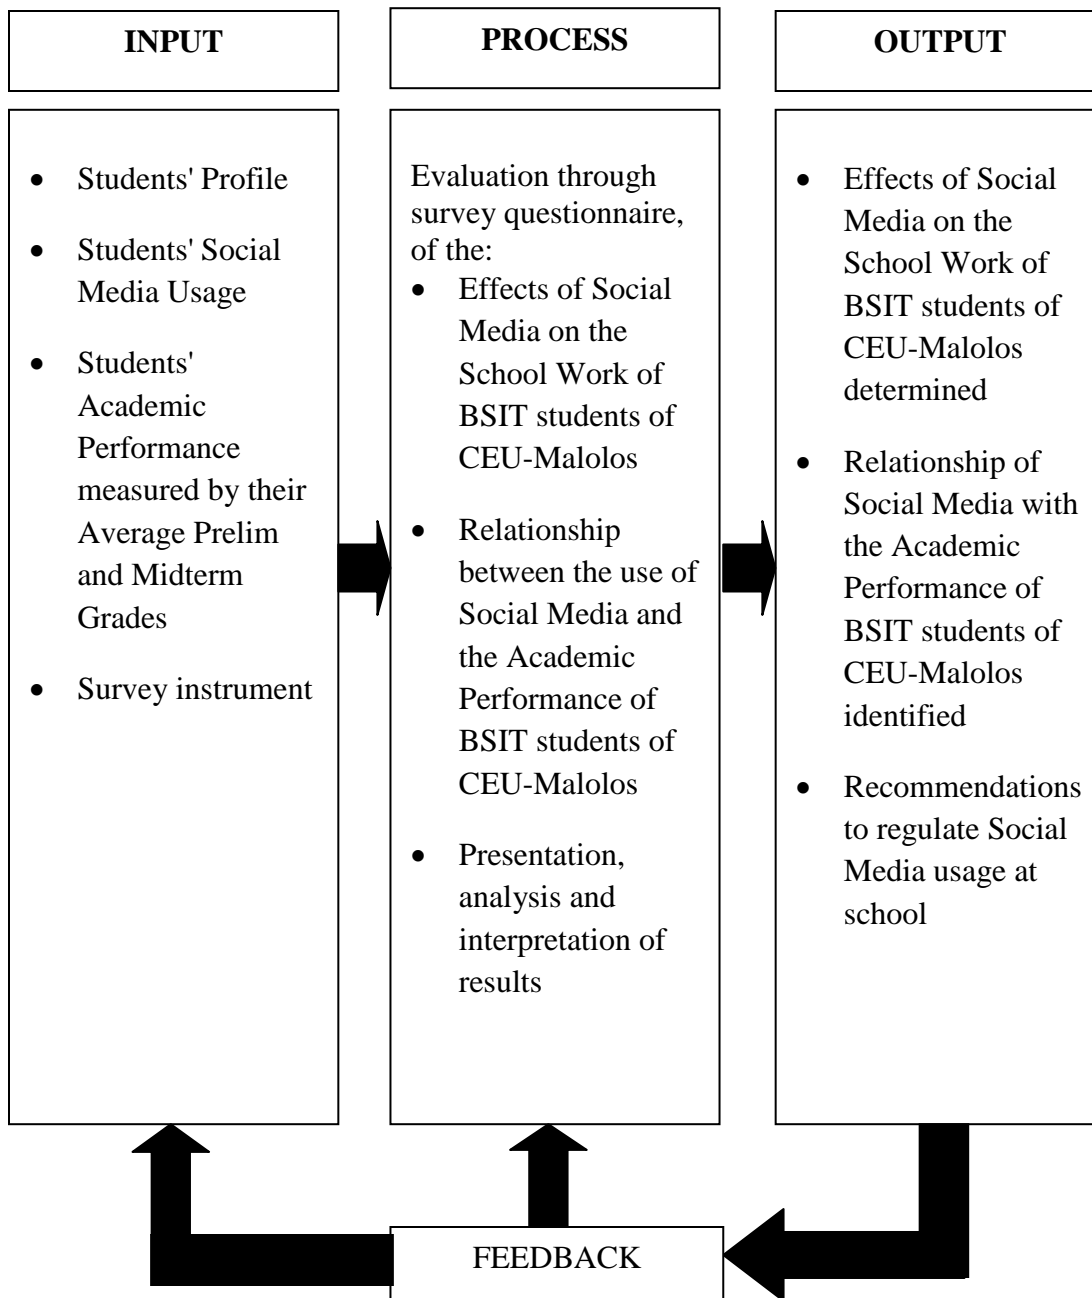 INPUT
PROCESS
OUTPUT
• Students' Profile
• Students' Social
Media Usage
• Students'
Academic
Performance
measured by their
Average Prelim
and Midterm
Grades
• Survey instrument
Evaluation through
survey questionnaire,
of the:
• Effects of Social
Media on the
School Work of
BSIT students of
CEU-Malolos
• Relationship
between the use of
Social Media and
the Academic
Performance of
BSIT students of
CEU-Malolos
• Presentation,
analysis and
interpretation of
results
• Effects of Social
Media on the
School Work of
BSIT students of
CEU-Malolos
determined
• Relationship of
Social Media with
the Academic
Performance of
BSIT students of
CEU-Malolos
identified
• Recommendations
to regulate Social
Media usage at
school
FEEDBACK